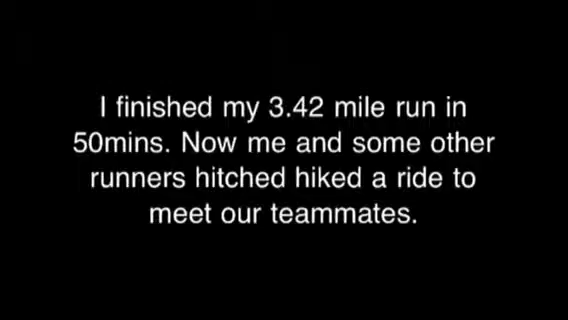 I finished my 3.42 mile run in
50mins. Now me and some other
runners hitched hiked a ride to
meet our teammates.